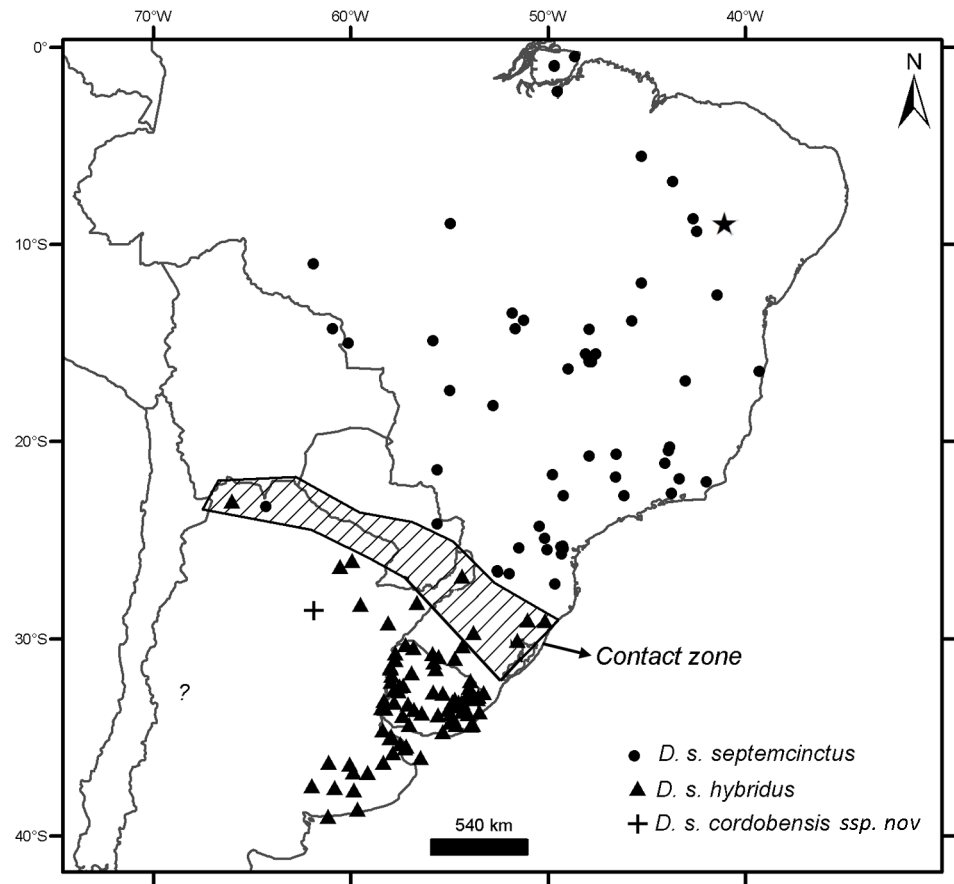 70°W 60°W 50°W 40°W
0°
N
10°S
20°S
30°S
Contact zone
?
D. s. septemcinctus
D. s. hybridus
D. s. cordobensis ssp. nov
540 km
40°S